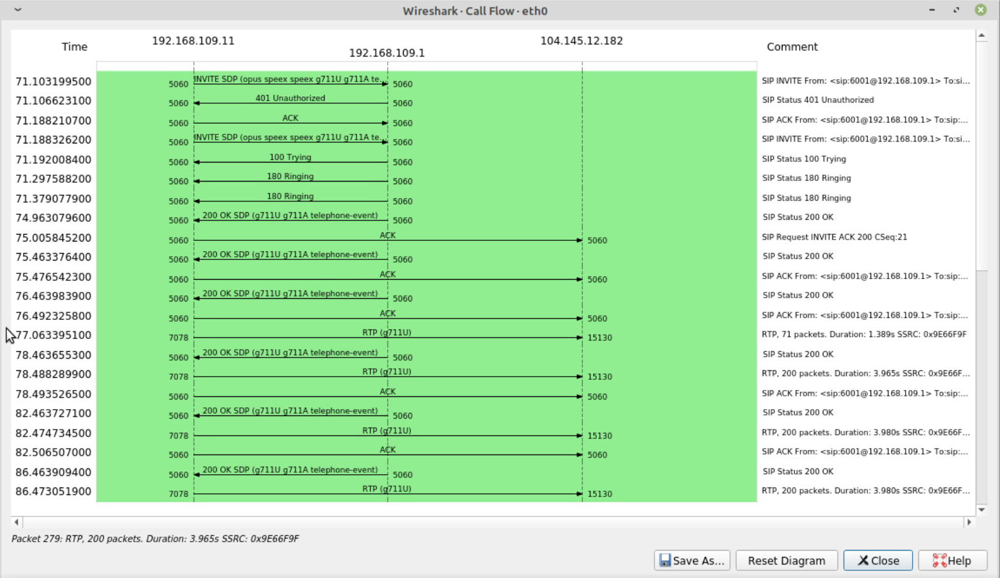 Wireshark · Call Flow · eth0
Time 192.168.109.11 192.168.109.1 104.145.12.182 Comment
71.103199500 5060 INVITE SDP (opus speex speex g711U g711A te... 5060 SIP INVITE From: <sip:6001@192.168.109.1> To:si...
71.106623100 5060 401 Unauthorized 5060 SIP Status 401 Unauthorized
71.188210700 5060 ACK 5060 SIP ACK From: <sip:6001@192.168.109.1> To:sip:...
71.188326200 5060 INVITE SDP (opus speex speex g711U g711A te... 5060 SIP INVITE From: <sip:6001@192.168.109.1> To:si...
71.192008400 5060 100 Trying 5060 SIP Status 100 Trying
71.297588200 5060 180 Ringing 5060 SIP Status 180 Ringing
71.379077900 5060 180 Ringing 5060 SIP Status 180 Ringing
74.963079600 5060 200 OK SDP (g711U g711A telephone-event) 5060 SIP Status 200 OK
75.005845200 5060 ACK 5060 SIP Request INVITE ACK 200 CSeq:21
75.463376400 5060 200 OK SDP (g711U g711A telephone-event) 5060 SIP Status 200 OK
75.476542300 5060 ACK 5060 SIP ACK From: <sip:6001@192.168.109.1> To:sip:...
76.463983900 5060 200 OK SDP (g711U g711A telephone-event) 5060 SIP Status 200 OK
76.492325800 5060 ACK 5060 SIP ACK From: <sip:6001@192.168.109.1> To:sip:...
77.063395100 7078 RTP (g711U) 15130 RTP, 71 packets. Duration: 1.389s SSRC: 0x9E66F9F
78.463655300 5060 200 OK SDP (g711U g711A telephone-event) 5060 SIP Status 200 OK
78.488289900 7078 RTP (g711U) 15130 RTP, 200 packets. Duration: 3.965s SSRC: 0x9E66F...
78.493526500 5060 ACK 5060 SIP ACK From: <sip:6001@192.168.109.1> To:sip:...
82.463727100 5060 200 OK SDP (g711U g711A telephone-event) 5060 SIP Status 200 OK
82.474734500 7078 RTP (g711U) 15130 RTP, 200 packets. Duration: 3.980s SSRC: 0x9E66F...
82.506507000 5060 ACK 5060 SIP ACK From: <sip:6001@192.168.109.1> To:sip:...
86.463909400 5060 200 OK SDP (g711U g711A telephone-event) 5060 SIP Status 200 OK
86.473051900 7078 RTP (g711U) 15130 RTP, 200 packets. Duration: 3.980s SSRC: 0x9E66F...
Packet 279: RTP, 200 packets. Duration: 3.965s SSRC: 0x9E66F9F
Save As... Reset Diagram Close Help